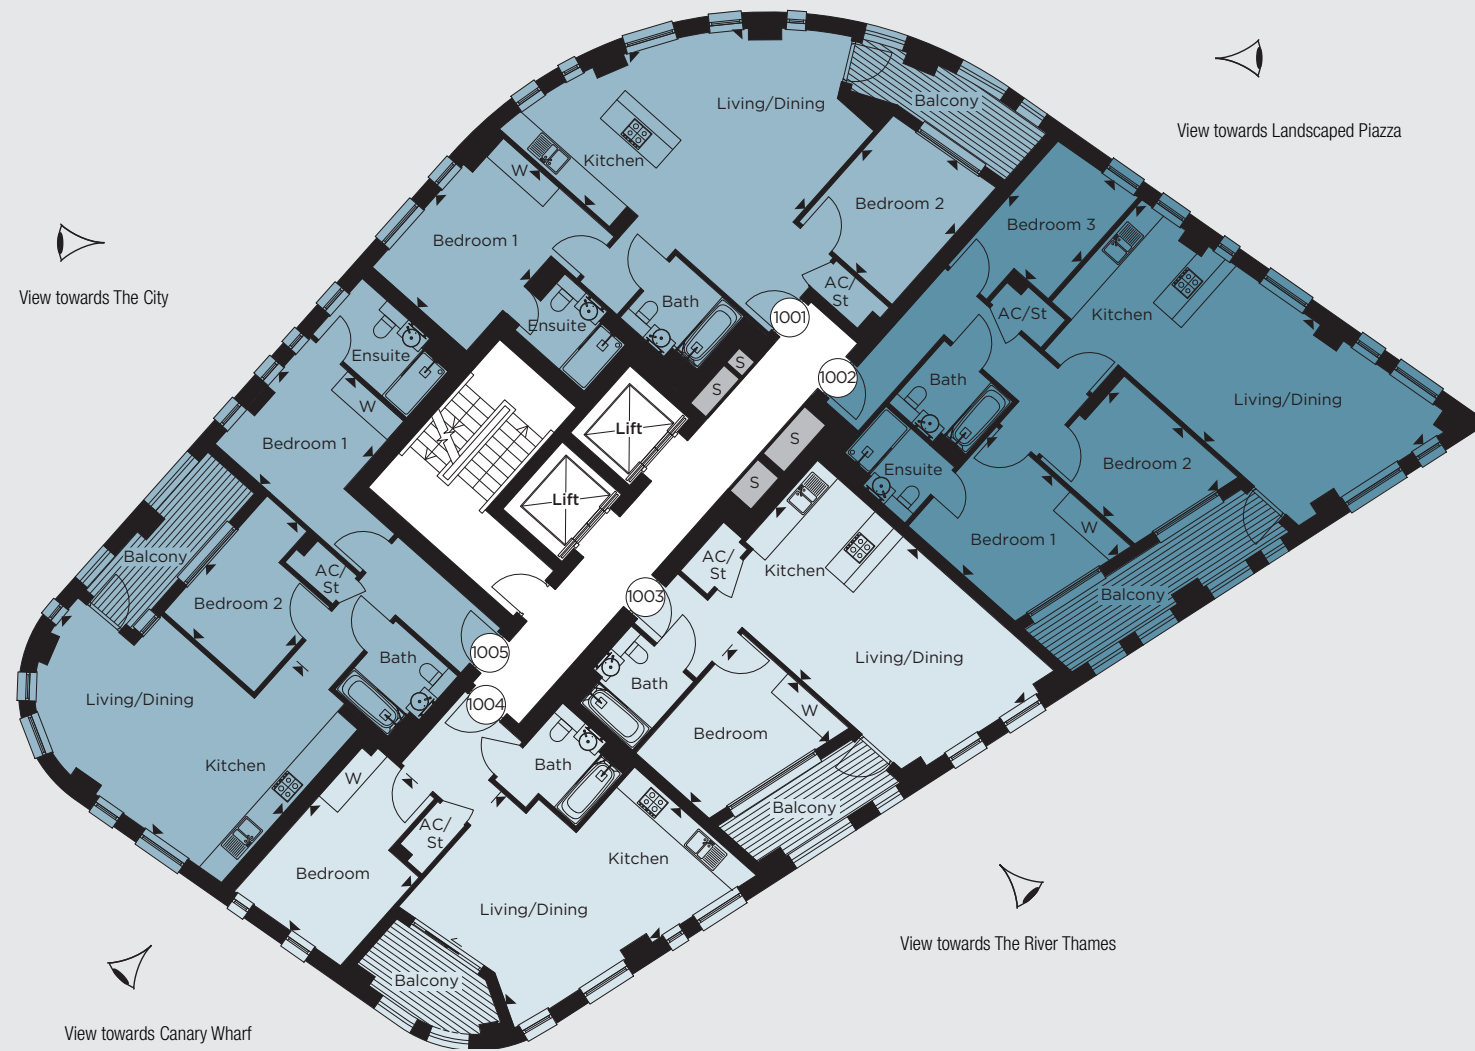 Living/Dining
Balcony
View towards Landscaped Piazza
Kitchen
W
Bedroom 2
Bedroom 1
Bedroom 3
View towards The City
AC/
St
Bath
Ensuite
1001
AC/St
Kitchen
Ensuite
S
S
1002
Bath
W
Living/Dining
Bedroom 1
Lift
S
Bedroom 2
Ensuite
S
Lift
W
Bedroom 1
Balcony
AC/
St
Kitchen
AC/
St
Balcony
Bedroom 2
1003
1005
Bath
Living/Dining
Bath
Living/Dining
1004
W
Bedroom
Kitchen
Bath
W
Balcony
AC/
St
Kitchen
Bedroom
Living/Dining
View towards The River Thames
Balcony
View towards Canary Wharf